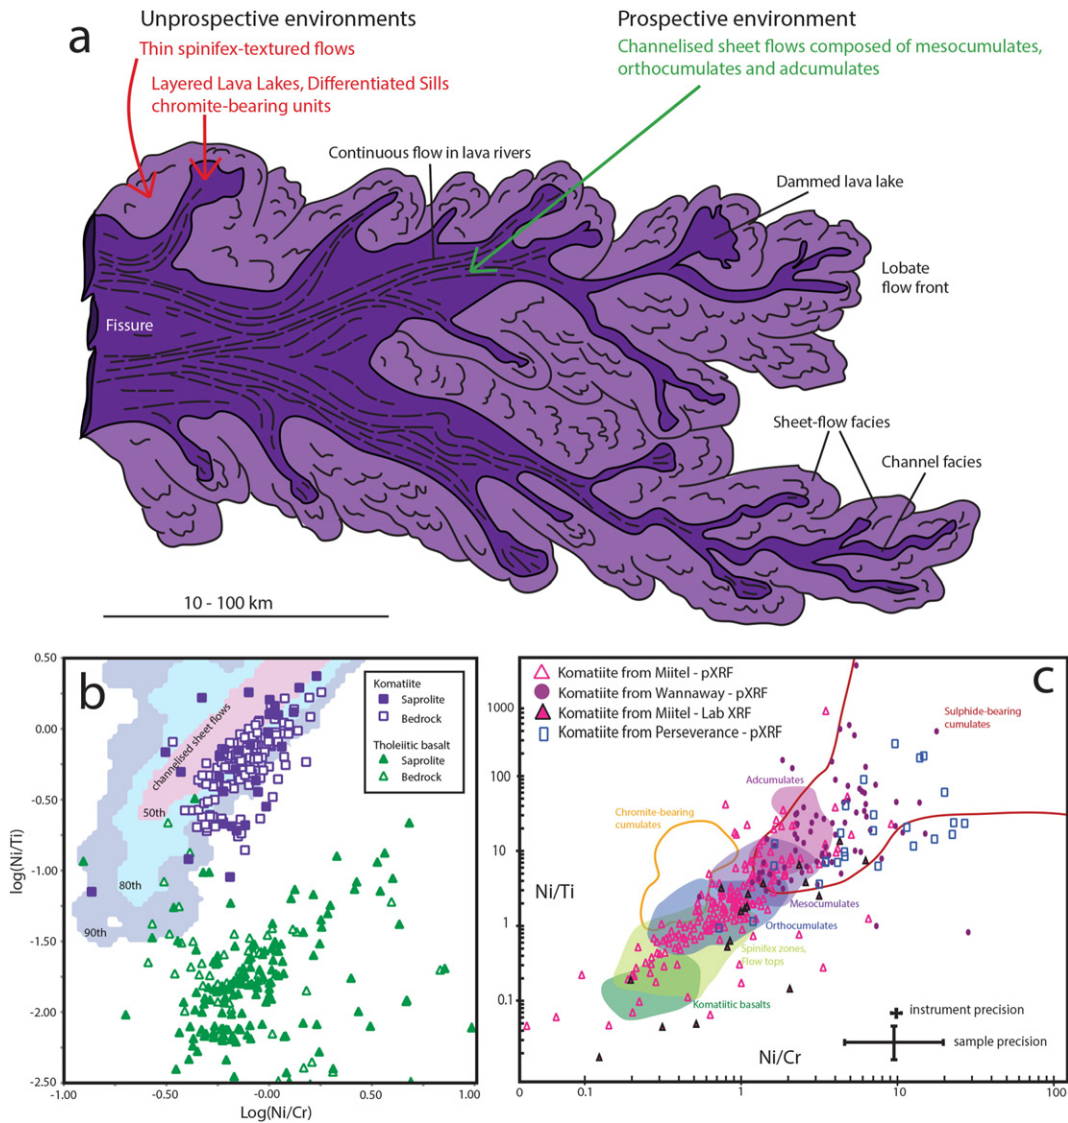 a
Unprospective environments
Thin spinifex-textured flows
Layered Lava Lakes, Differentiated Sills
chromite-bearing units
Prospective environment
Channelised sheet flows composed of mesocumulates,
orthocumulates and adcumulates
Continuous flow in lava rivers
Dammed lava lake
Lobate
flow front
Fissure
Sheet-flow facies
Channel facies
10 - 100 km
b
0.50
0.00
-0.50
-1.00
-1.50
-2.00
-2.50
log(Ni/Ti)
-1.00
-0.50
-0.00
0.50
1.00
Log(Ni/Cr)
channelised sheet flows
50th
80th
90th
Komatiite
Saprolite
Bedrock
Tholeiitic basalt
Saprolite
Bedrock
c
Komatiite from Miitel - pXRF
Komatiite from Wannaway - pXRF
Komatiite from Miitel - Lab XRF
Komatiite from Perseverance - pXRF
Sulphide-bearing
cumulates
Adcumulates
Chromite-bearing
cumulates
Mesocumulates
Orthocumulates
Spinifex zones,
Flow tops
Komatiitic basalts
instrument precision
sample precision
1000
100
10
1
0.1
Ni/Ti
0
0.1
1
10
100
Ni/Cr